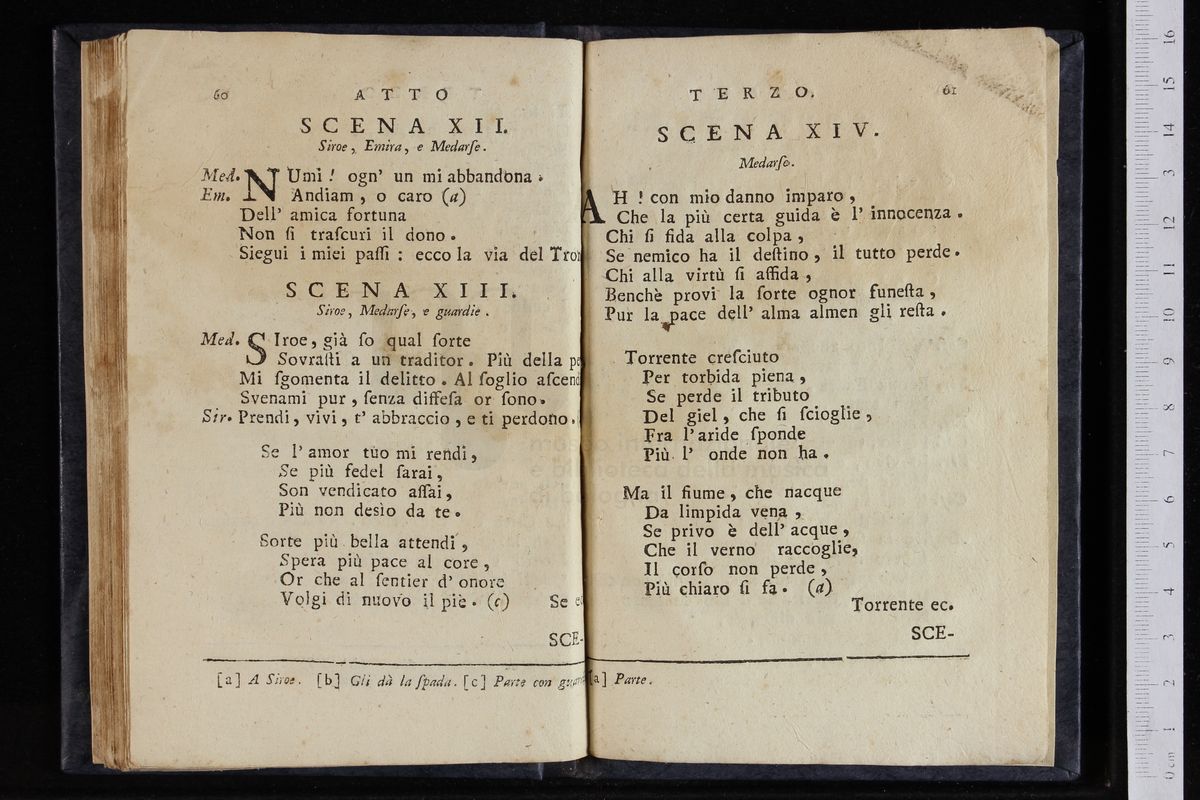 60 ATTO
SCENA XII.
Siroe, Emira, e Medarſe.
Med. NUmi! ogn' un mi abbandona.
Em. Andiam, o caro (a)
Dell' amica fortuna
Non ſi traſcuri il dono.
Siegui i miei paſſi: ecco la via del
SCENA XIII.
Siroe, Medarſe, e guardie.
Med. SIroe, già ſo qual ſorte
Sovraſti a un traditor. Più della
Mi ſgomenta il delitto. Al ſoglio
Svenami pur, ſenza diffeſa or ſono.
Sir. Prendi, vivi, t' abbraccio, e ti perdono.
Se l' amor tuo mi rendi,
Se più fedel ſarai,
Son vendicato aſſai,
Più non desìo da te.
Sorte più bella attendi,
Spera più pace al core,
Or che al ſentier d' onore
Volgi di nuovo il piè. (c) Se
SCE-
[a] A Siroe. [b] Gli dà la ſpada. [c] Parte con
TERZO. 61
SCENA XIV.
Medarſe.
AH! con mio danno imparo,
Che la più certa guida è l' innocenza.
Chi ſi fida alla colpa,
Se nemico ha il deſtino, il tutto perde.
Chi alla virtù ſi affida,
Benchè provi la ſorte ognor funeſta,
Pur la pace dell' alma almen gli reſta.
Torrente creſciuto
Per torbida piena,
Se perde il tributo
Del giel, che ſi ſcioglie,
Fra l' aride ſponde
Più l' onde non ha.
Ma il fiume, che nacque
Da limpida vena,
Se privo è dell' acque,
Che il verno raccoglie,
Il corſo non perde,
Più chiaro ſi fa. (a)
Torrente ec.
SCE-
[a] Parte.